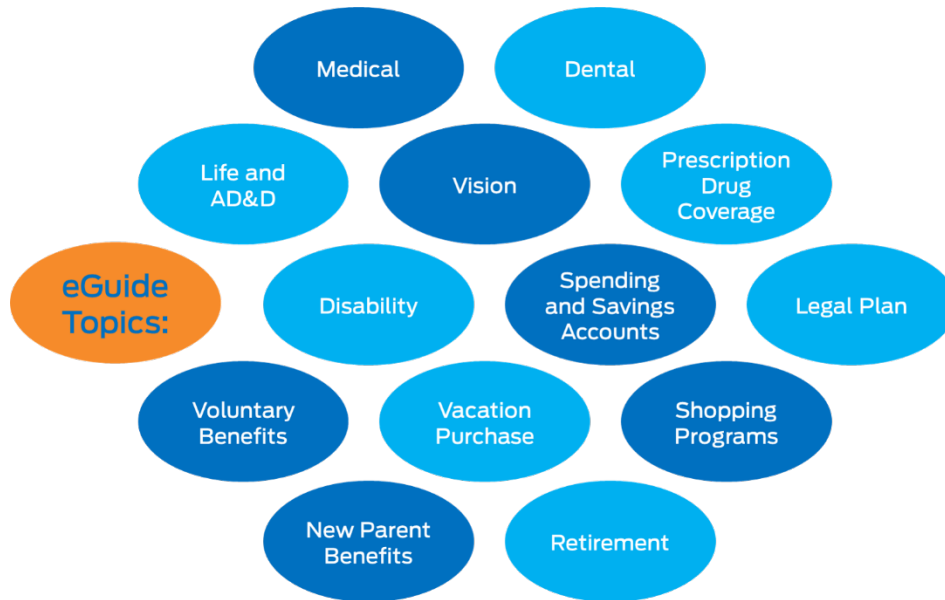 Medical
Dental
Life and
AD&D
Vision
Prescription
Drug
Coverage
eGuide
Topics:
Disability
Spending
and Savings
Accounts
Legal Plan
Voluntary
Benefits
Vacation
Purchase
Shopping
Programs
New Parent
Benefits
Retirement